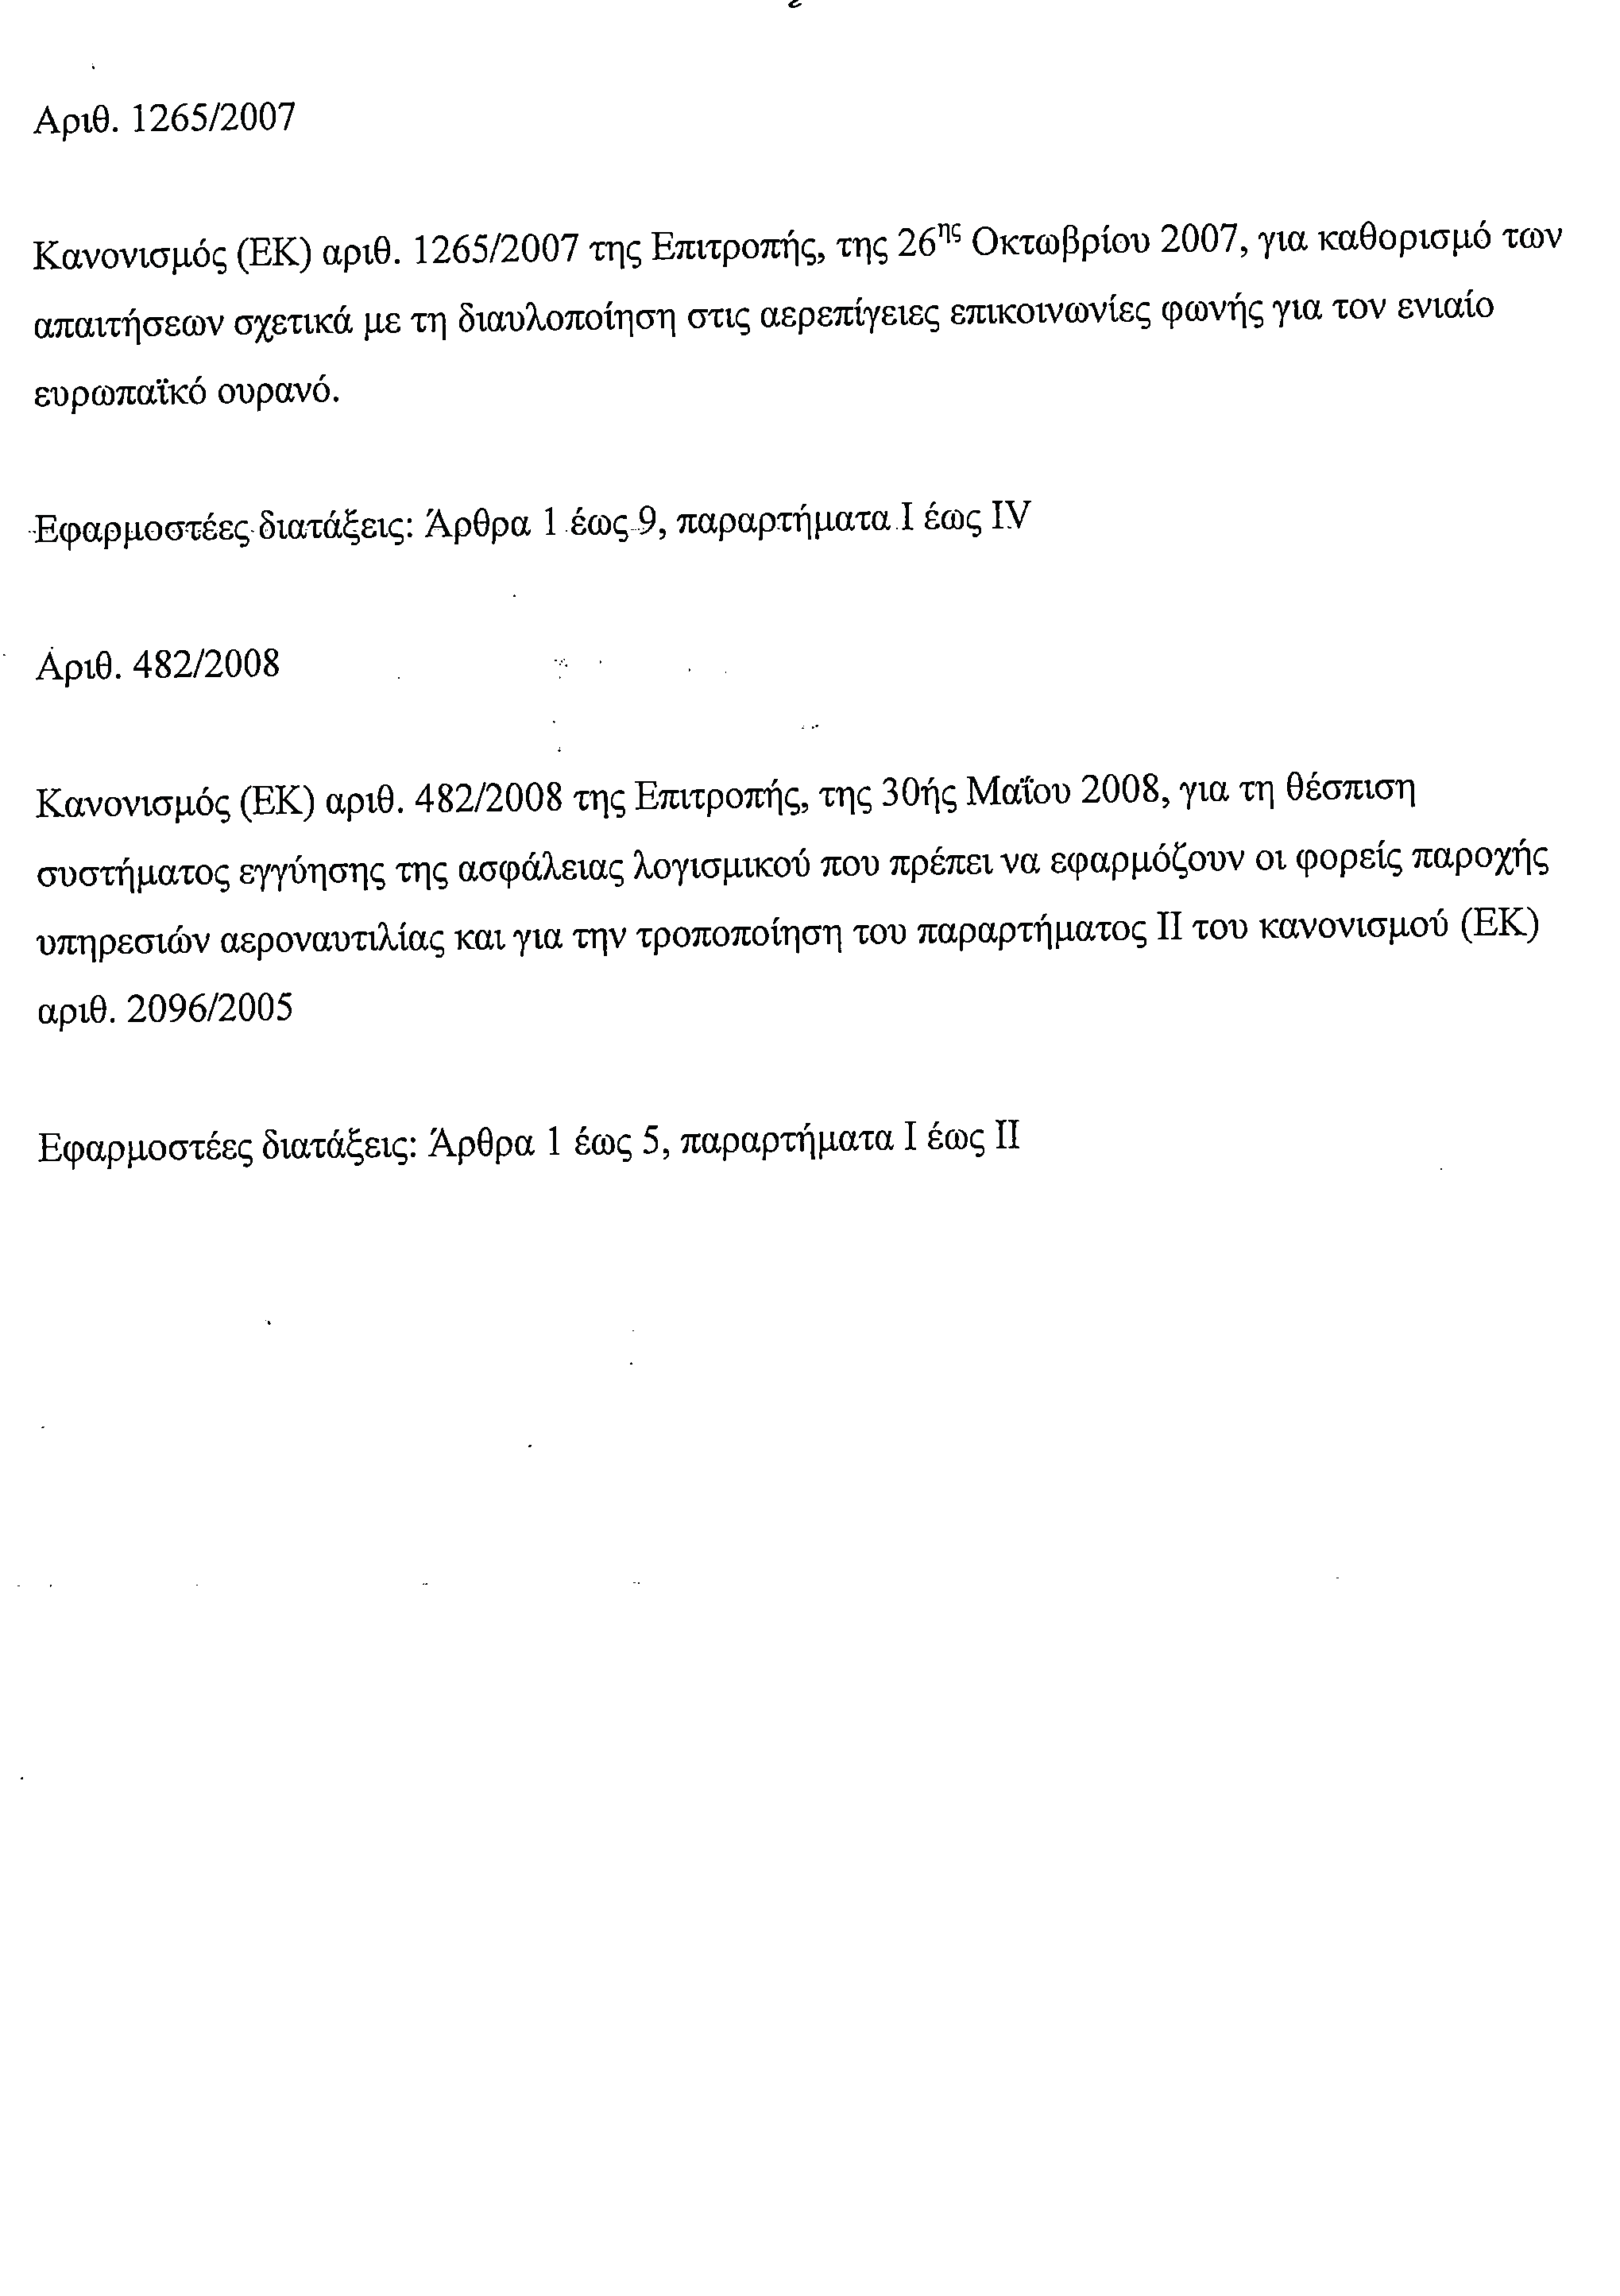 Αριθ. 1265/2007
Κανονισμός (ΕΚ) αριθ. 1265/2007 της Επιτροπής, της 26ης Οκτωβρίου 2007, για καθορισμό των
απαιτήσεων σχετικά με τη διαυλοποίηση στις αερεπίγειες επικοινωνίες φωνής για τον ενιαίο
ευρωπαϊκό ουρανό.
Εφαρμοστέες διατάξεις: Άρθρα 1 έως 9, παραρτήματα I έως IV
Αριθ. 482/2008
Κανονισμός (ΕΚ) αριθ. 482/2008 της Επιτροπής, της 30ής Μαΐου 2008, για τη θέσπιση
συστήματος εγγύησης της ασφάλειας λογισμικού που πρέπει να εφαρμόζουν οι φορείς παροχής
υπηρεσιών αεροναυτιλίας και για την τροποποίηση του παραρτήματος II του κανονισμού (ΕΚ)
αριθ. 2096/2005
Εφαρμοστέες διατάξεις: Άρθρα 1 έως 5, παραρτήματα I έως II